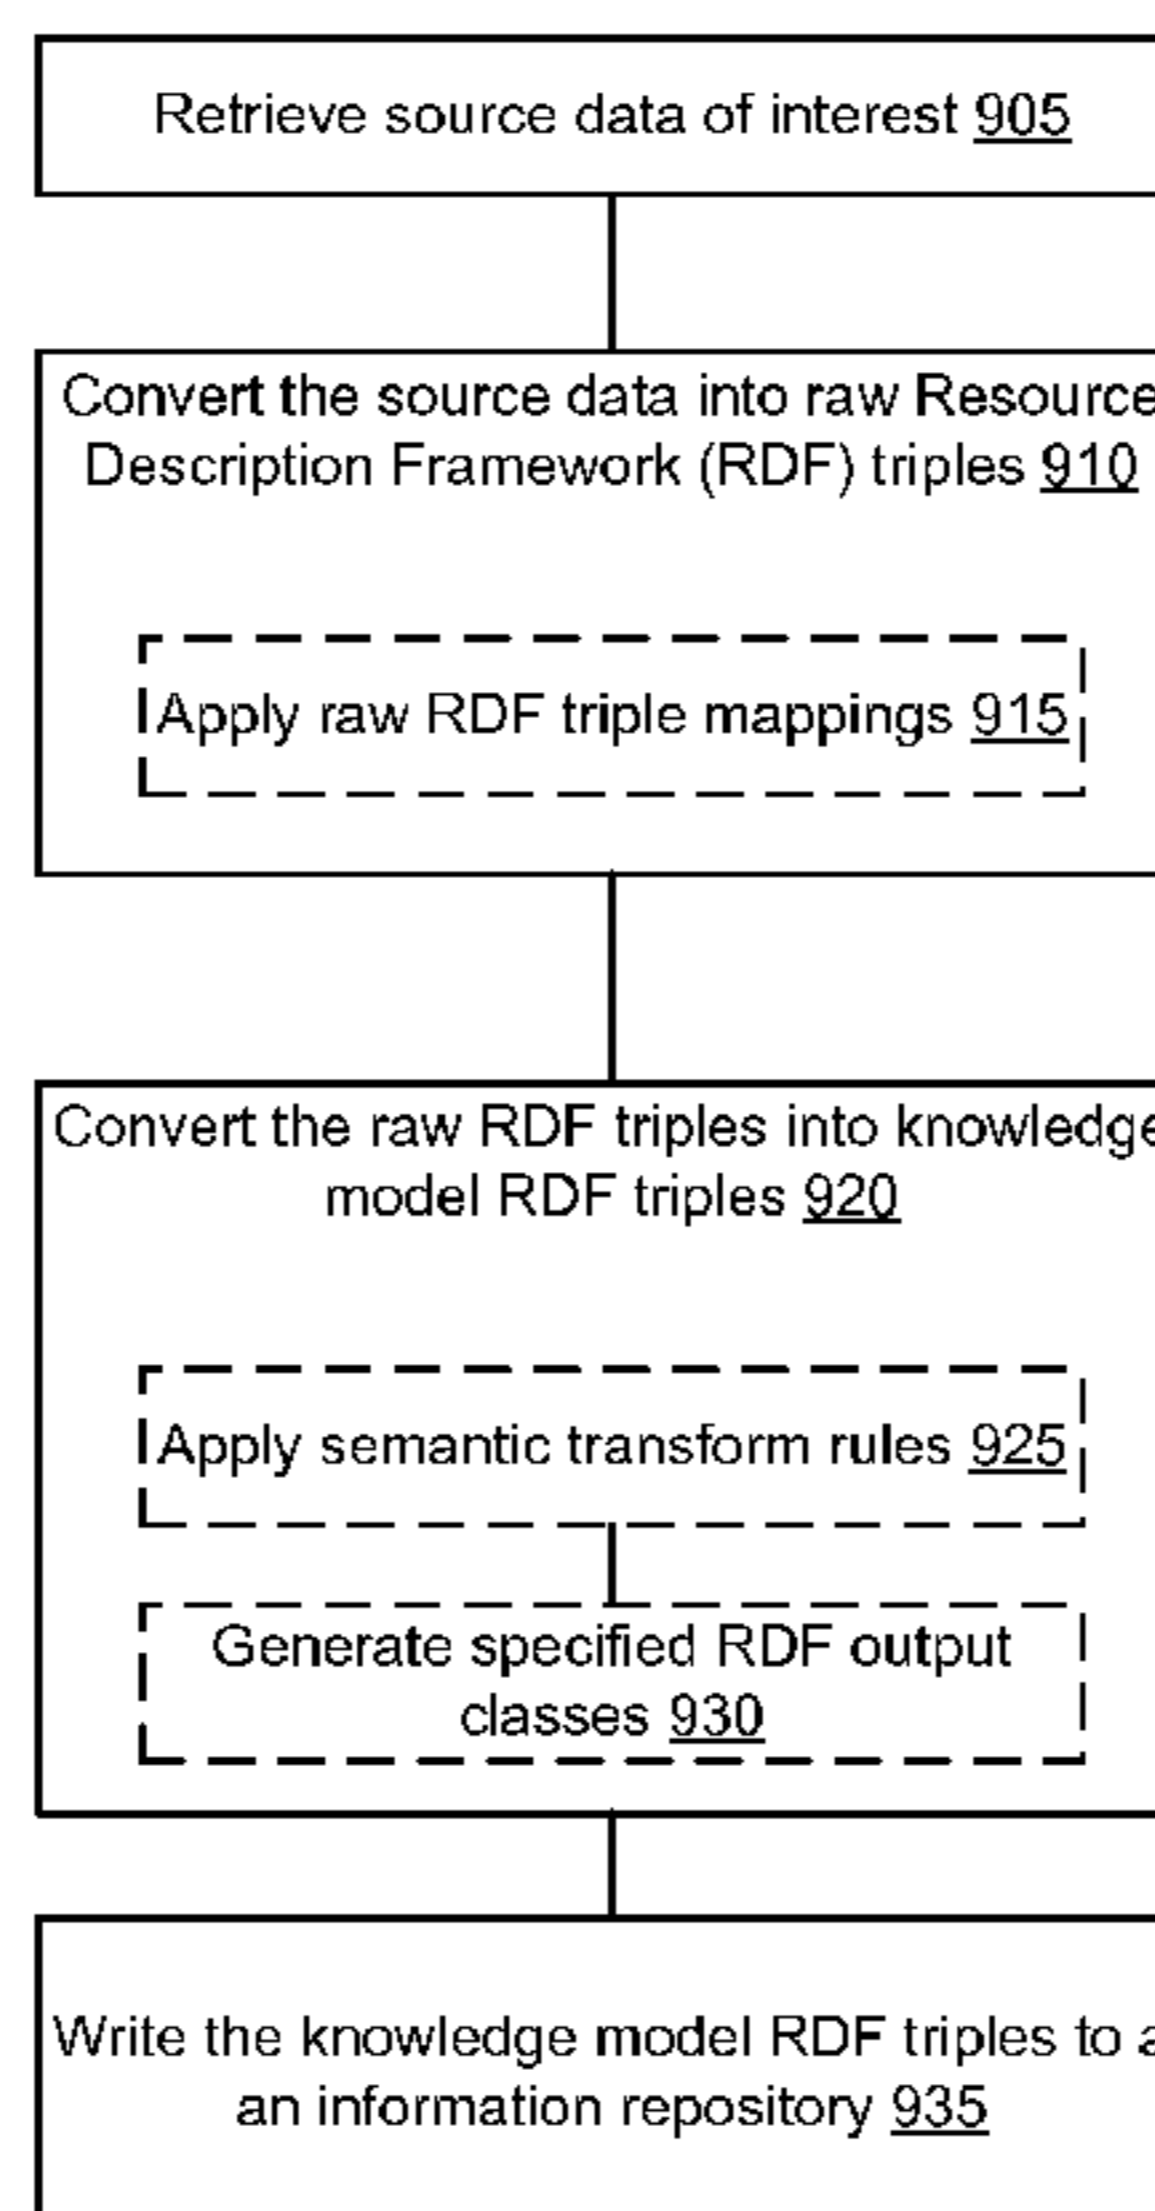 Retrieve source data of interest 905
Convert the source data into raw Resource
Description Framework (RDF) triples 910
Apply raw RDF triple mappings 915
Convert the raw RDF triples into knowledge
model RDF triples 920
Apply semantic transform rules 925
Generate specified RDF output
classes 930
Write the knowledge model RDF triples to a
an information repository 935